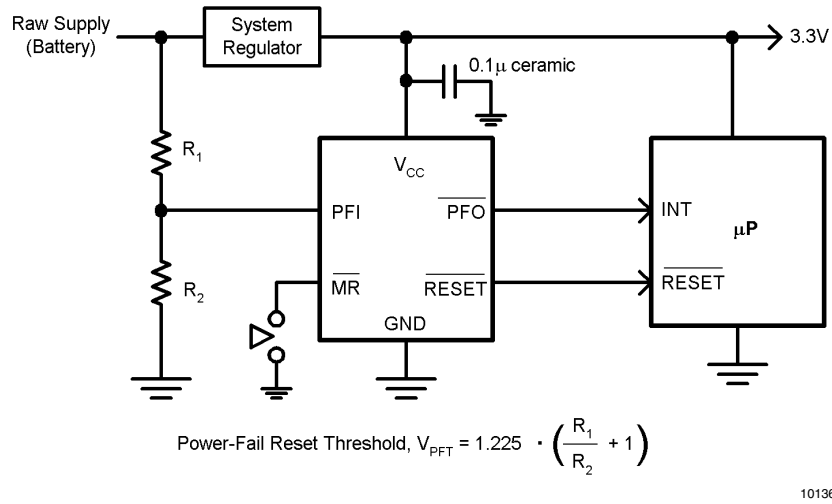 Raw Supply
(Battery)
System
Regulator
3.3V
0.1μ ceramic
R1
VCC
PFI
PFO
INT
μP
R2
MR
RESET
RESET
GND
Power-Fail Reset Threshold, VPFT = 1.225 · (R1/R2 + 1)
10136